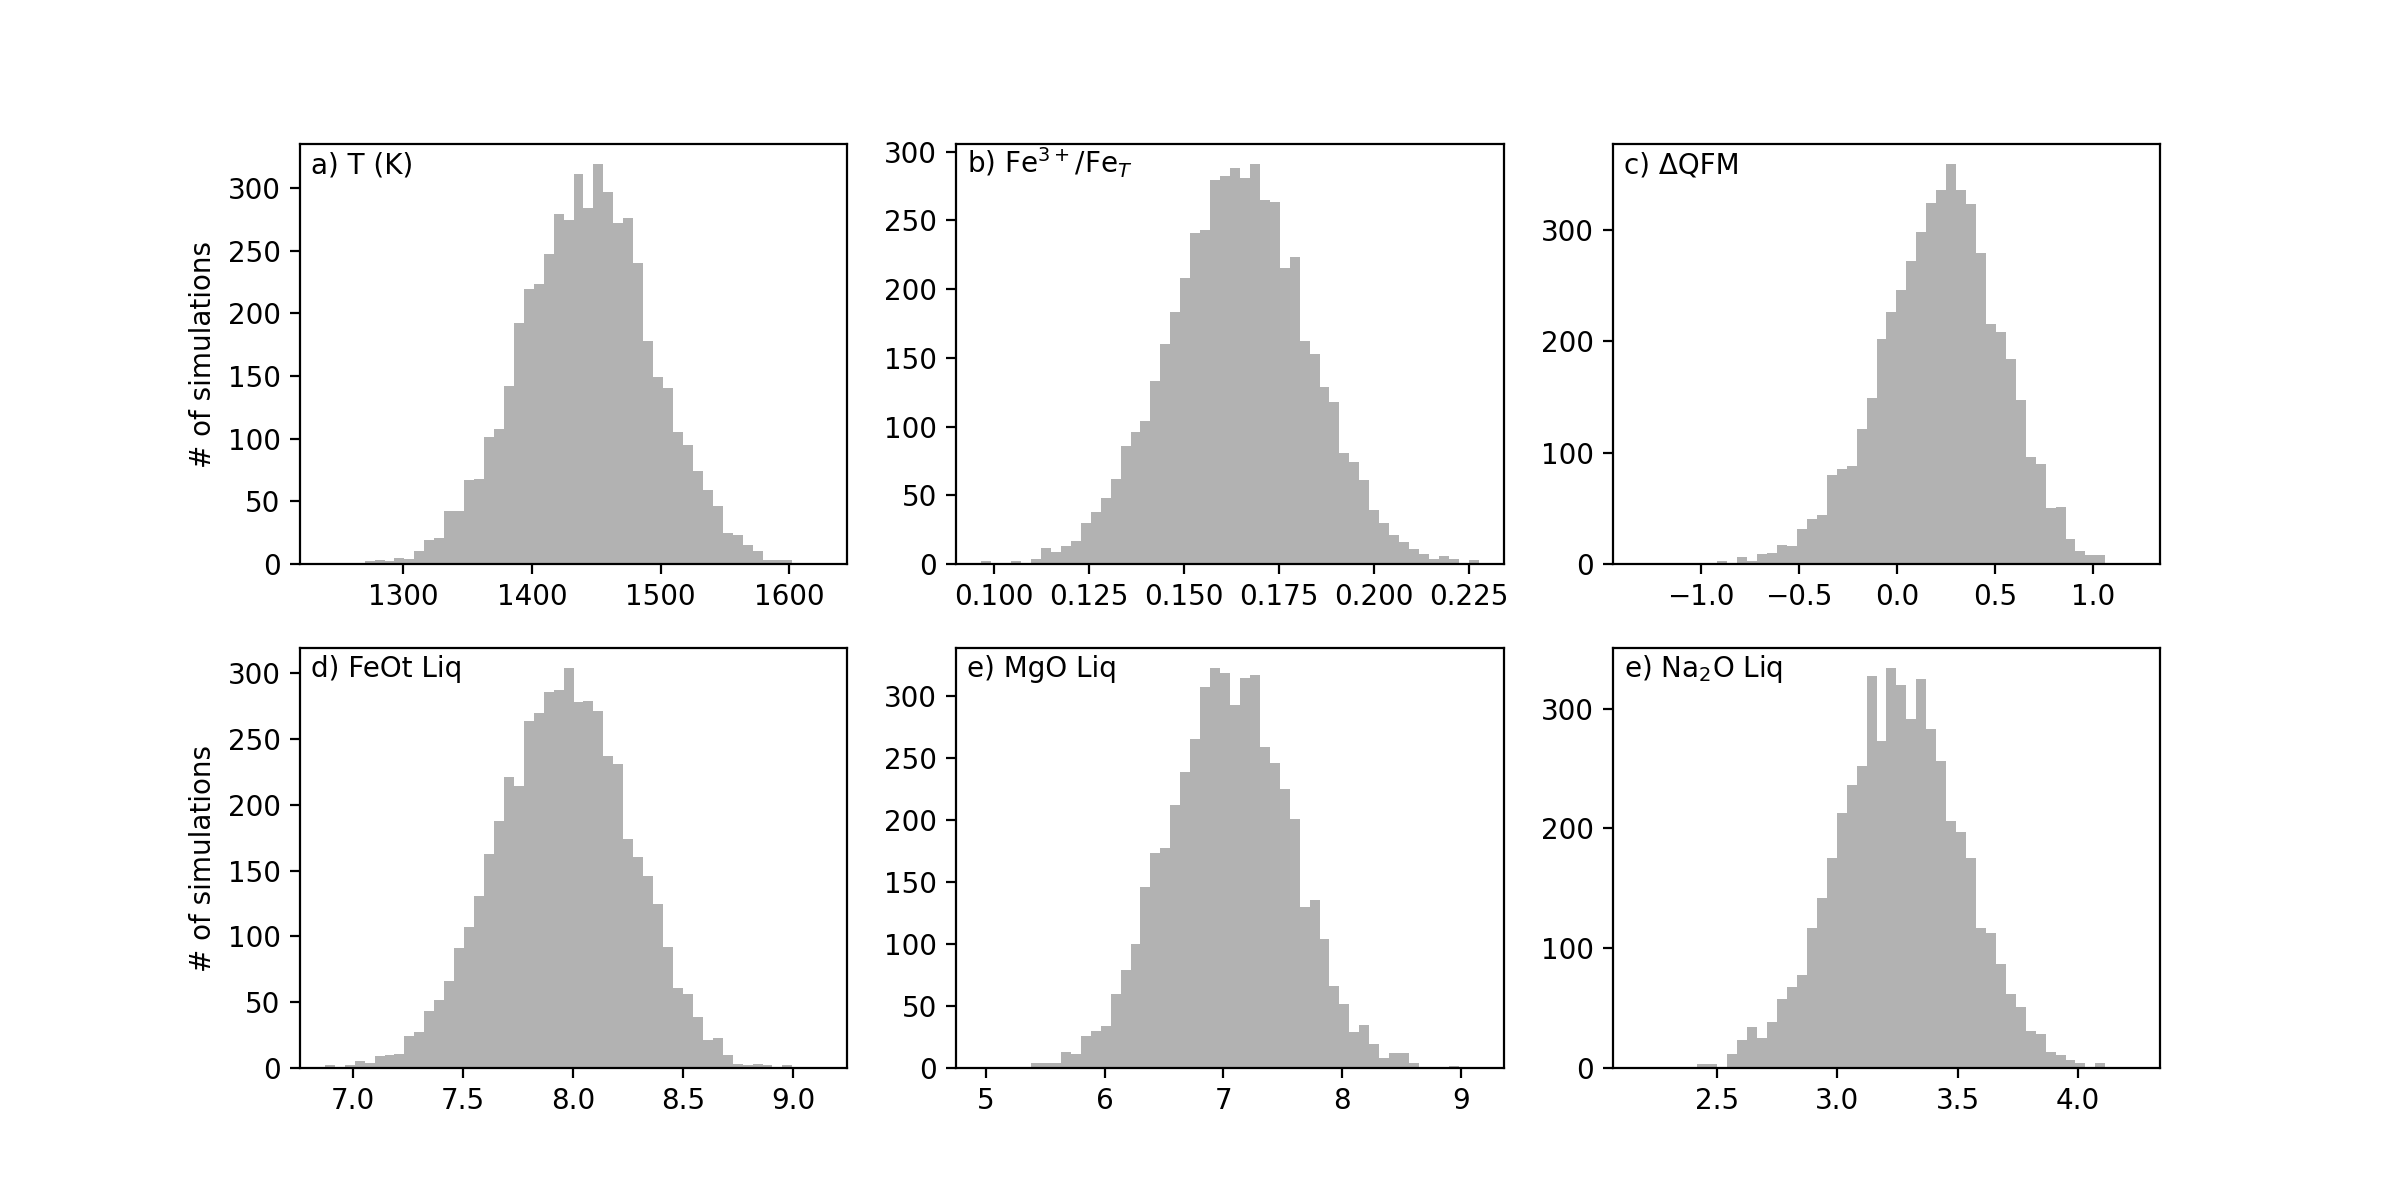 a) T (K)
# of simulations
300
250
200
150
100
50
0
1300 1400 1500 1600
b) Fe³⁺/Fe_T
300
250
200
150
100
50
0
0.100 0.125 0.150 0.175 0.200 0.225
c) ΔQFM
300
200
100
0
−1.0 −0.5 0.0 0.5 1.0
d) FeOt Liq
# of simulations
300
250
200
150
100
50
0
7.0 7.5 8.0 8.5 9.0
e) MgO Liq
300
250
200
150
100
50
0
5 6 7 8 9
e) Na₂O Liq
300
200
100
0
2.5 3.0 3.5 4.0